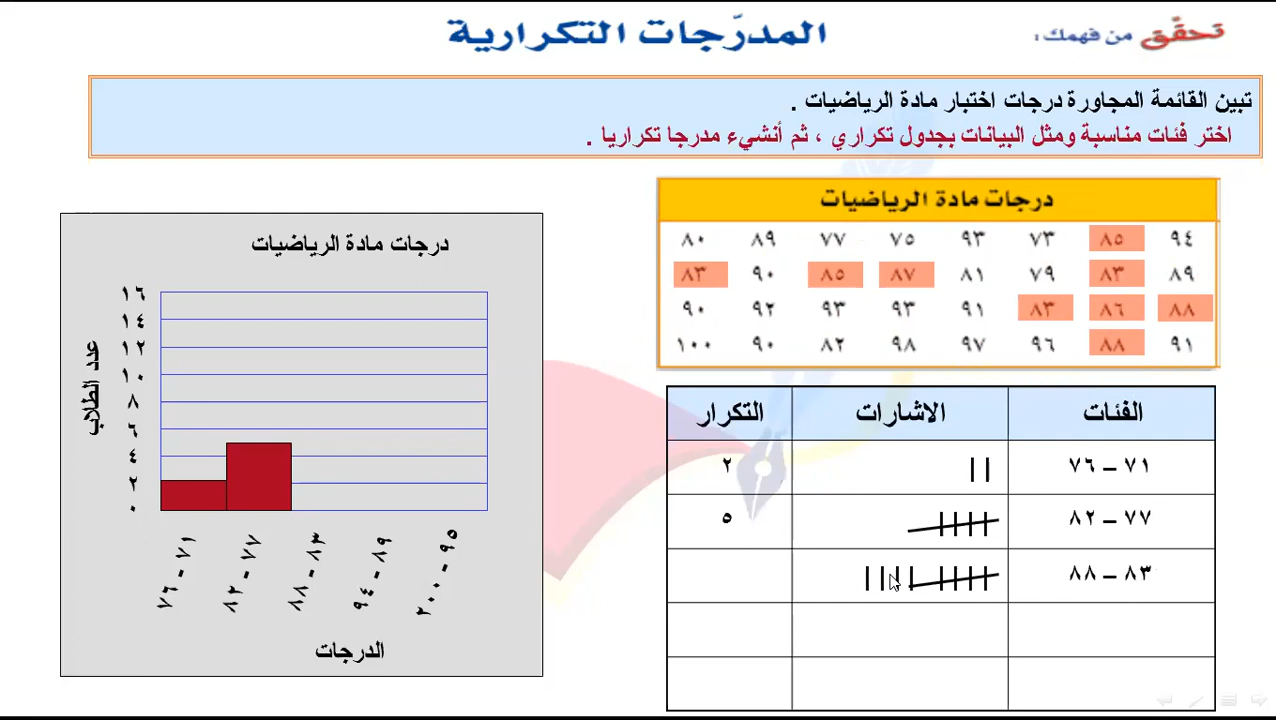 تحقّق من فهمك:
المدرّجات التكرارية
تبين القائمة المجاورة درجات اختبار مادة الرياضيات .
اختر فئات مناسبة ومثل البيانات بجدول تكراري ، ثم أنشيء مدرجا تكراريا .
درجات مادة الرياضيات
٩٤ ٨٥ ٧٣ ٩٣ ٧٥ ٧٧ ٨٩ ٨٠
٨٩ ٨٣ ٧٩ ٨١ ٨٧ ٨٥ ٩٠ ٨٣
٨٨ ٨٦ ٨٣ ٩١ ٩٣ ٩٣ ٩٢ ٩٠
٩١ ٨٨ ٩٦ ٩٧ ٩٨ ٨٢ ٩٠ ١٠٠
الفئات الاشارات التكرار
٧١ – ٧٦ ٢
٧٧ – ٨٢ ٥
٨٣ – ٨٨
درجات مادة الرياضيات
عدد الطلاب
١٦
١٤
١٢
١٠
٨
٦
٤
٢
٠
٧١ - ٧٦
٧٧ - ٨٢
٨٣ - ٨٨
٨٩ - ٩٤
٩٥ - ٢٠٠
الدرجات